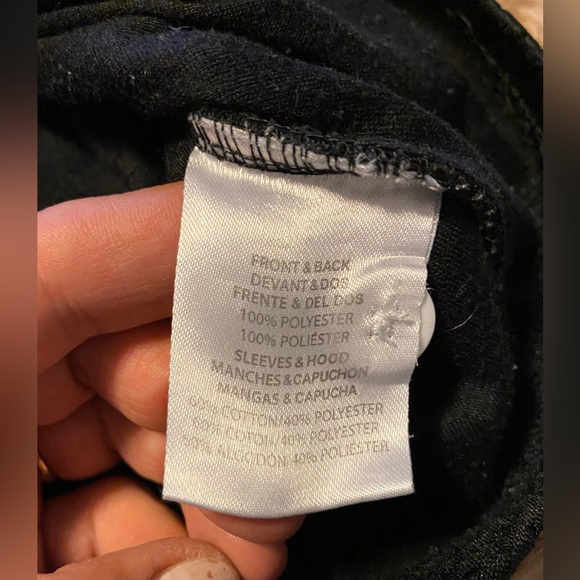 FRONT & BACK
DEVANT & DOS
FRENTE & DEL DOS
100% POLYESTER
100% POLIÉSTER
SLEEVES & HOOD
MANCHES & CAPUCHON
MANGAS & CAPUCHA
60% COTTON/40% POLYESTER
60% COTON/40% POLYESTER
60% ALGODÓN/40% POLIÉSTER